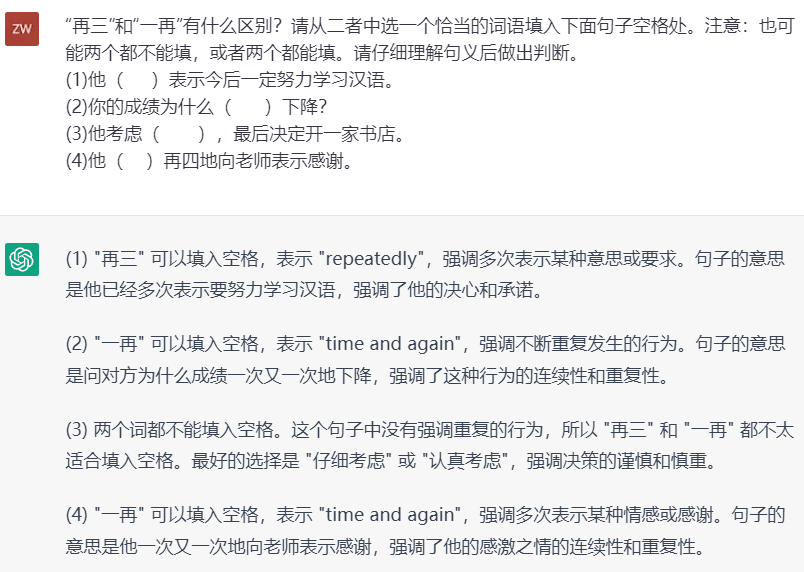 ZW
“再三”和“一再”有什么区别？请从二者中选一个恰当的词语填入下面句子空格处。注意：也可
能两个都不能填，或者两个都能填。请仔细理解句义后做出判断。
(1)他（     ）表示今后一定努力学习汉语。
(2)你的成绩为什么（      ）下降？
(3)他考虑（       ），最后决定开一家书店。
(4)他（    ）再四地向老师表示感谢。
(1) "再三" 可以填入空格，表示 "repeatedly"，强调多次表示某种意思或要求。句子的意思
是他已经多次表示要努力学习汉语，强调了他的决心和承诺。
(2) "一再" 可以填入空格，表示 "time and again"，强调不断重复发生的行为。句子的意思
是问对方为什么成绩一次又一次地下降，强调了这种行为的连续性和重复性。
(3) 两个词都不能填入空格。这个句子中没有强调重复的行为，所以 "再三" 和 "一再" 都不太
适合填入空格。最好的选择是 "仔细考虑" 或 "认真考虑"，强调决策的谨慎和慎重。
(4) "一再" 可以填入空格，表示 "time and again"，强调多次表示某种情感或感谢。句子的
意思是他一次又一次地向老师表示感谢，强调了他的感激之情的连续性和重复性。